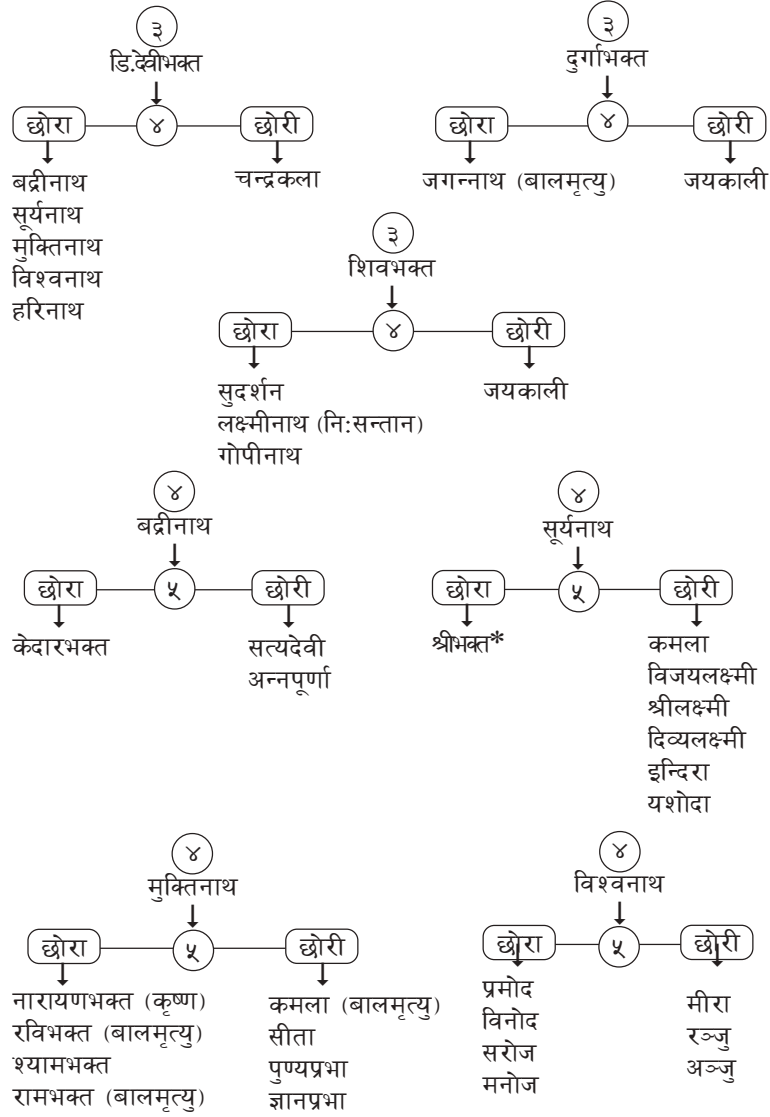 ३
डि.देवीभक्त
छोरा
४
छोरी
बद्रीनाथ
सूर्यनाथ
मुक्तिनाथ
विश्वनाथ
हरिनाथ
चन्द्रकला
३
दुर्गाभक्त
छोरा
४
छोरी
जगन्नाथ (बालमृत्यु)
जयकाली
३
शिवभक्त
छोरा
४
छोरी
सुदर्शन
लक्ष्मीनाथ (नि:सन्तान)
गोपीनाथ
जयकाली
४
बद्रीनाथ
छोरा
५
छोरी
केदारभक्त
सत्यदेवी
अन्नपूर्णा
४
सूर्यनाथ
छोरा
५
छोरी
श्रीभक्त*
कमला
विजयलक्ष्मी
श्रीलक्ष्मी
दिव्यलक्ष्मी
इन्दिरा
यशोदा
४
मुक्तिनाथ
छोरा
५
छोरी
नारायणभक्त (कृष्ण)
रविभक्त (बालमृत्यु)
श्यामभक्त
रामभक्त (बालमृत्यु)
कमला (बालमृत्यु)
सीता
पुण्यप्रभा
ज्ञानप्रभा
४
विश्वनाथ
छोरा
५
छोरी
प्रमोद
विनोद
सरोज
मनोज
मीरा
रञ्जु
अञ्जु